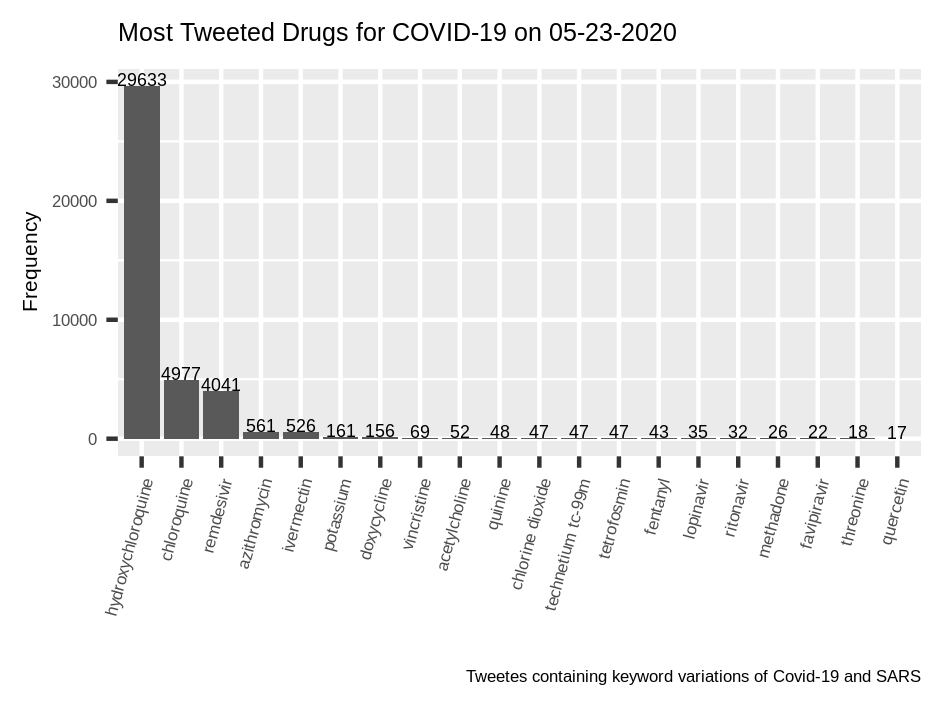 Most Tweeted Drugs for COVID-19 on 05-23-2020
Frequency
30000
20000
10000
0
29633
4977
4041
561
526
161
156
69
52
48
47
47
47
43
35
32
26
22
18
17
hydroxychloroquine
chloroquine
remdesivir
azithromycin
ivermectin
potassium
doxycycline
vincristine
acetylcholine
quinine
chlorine dioxide
technetium tc-99m
tetrofosmin
fentanyl
lopinavir
ritonavir
methadone
favipiravir
threonine
quercetin
Tweetes containing keyword variations of Covid-19 and SARS